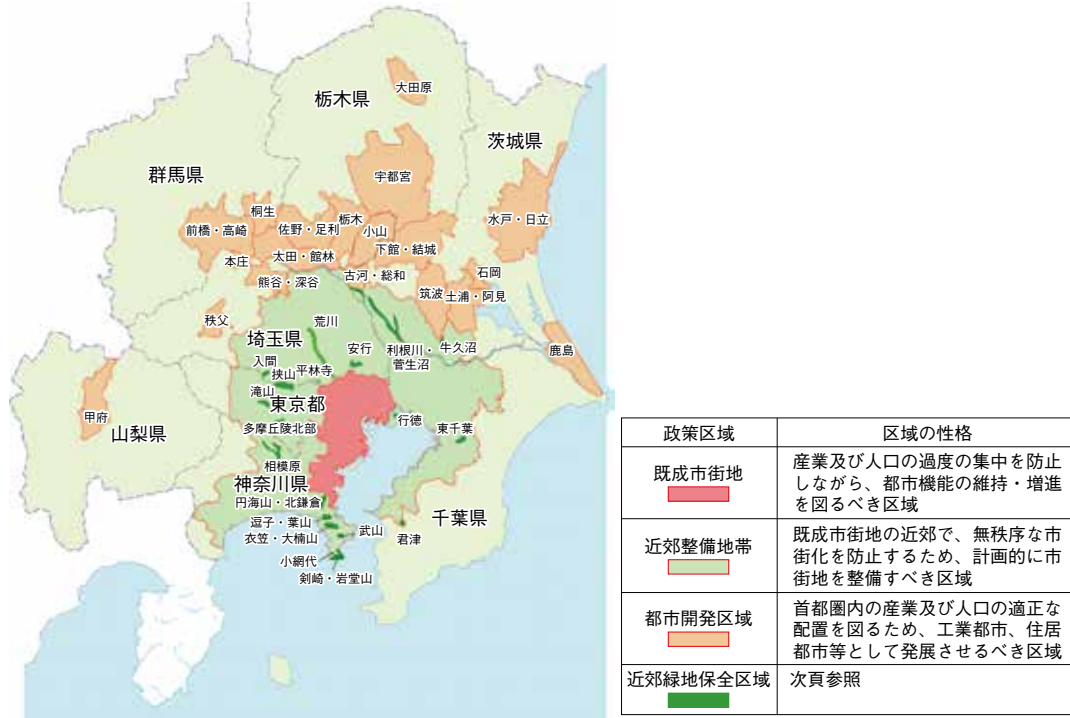 大田原
栃木県
茨城県
宇都宮
群馬県
桐生
栃木
前橋・高崎
佐野・足利
小山
水戸・日立
下館・結城
本庄
太田・館林
石岡
熊谷・深谷
古河・総和
筑波
土浦・阿見
秩父
荒川
埼玉県
安行
利根川・
菅生沼
牛久沼
鹿島
入間
狭山
平林寺
滝山
東京都
甲府
行徳
山梨県
多摩丘陵北部
東千葉
相模原
神奈川県
円海山・北鎌倉
千葉県
逗子・葉山
武山
君津
衣笠・大楠山
小網代
剣崎・岩堂山
政策区域
区域の性格
既成市街地
産業及び人口の過度の集中を防止
しながら、都市機能の維持・増進
を図るべき区域
近郊整備地帯
既成市街地の近郊で、無秩序な市
街化を防止するため、計画的に市
街地を整備すべき区域
都市開発区域
首都圏内の産業及び人口の適正な
配置を図るため、工業都市、住居
都市等として発展させるべき区域
近郊緑地保全区域
次頁参照